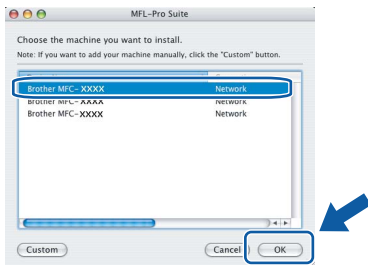 MFL-Pro Suite
Choose the machine you want to install.
Note: If you want to add your machine manually, click the "Custom" button.
Brother MFC- XXXX Network
Brother MFC- XXXX Network
Brother MFC- XXXX Network
Custom Cancel OK